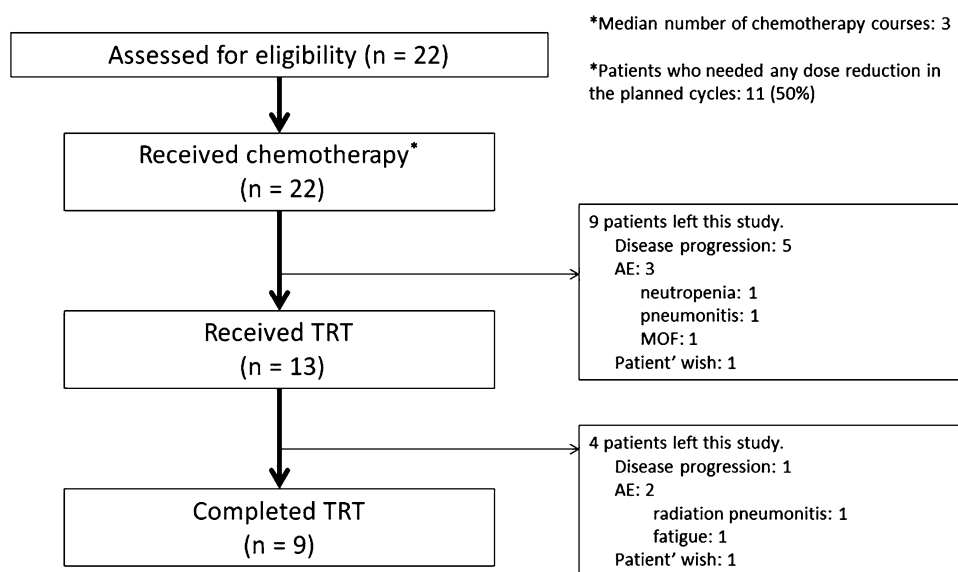 *Median number of chemotherapy courses: 3
*Patients who needed any dose reduction in
the planned cycles: 11 (50%)
Assessed for eligibility (n = 22)
Received chemotherapy*
(n = 22)
9 patients left this study.
Disease progression: 5
AE: 3
neutropenia: 1
pneumonitis: 1
MOF: 1
Patient' wish: 1
Received TRT
(n = 13)
4 patients left this study.
Disease progression: 1
AE: 2
radiation pneumonitis: 1
fatigue: 1
Patient' wish: 1
Completed TRT
(n = 9)